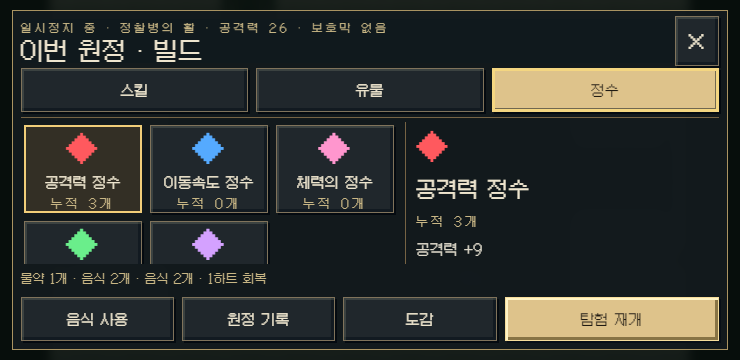 일시정지 중 · 정찰병의 활 · 공격력 26 · 보호막 없음
이번 원정 · 빌드
×
스킬
유물
정수
공격력 정수
누적 3개
이동속도 정수
누적 0개
체력의 정수
누적 0개
공격력 정수
누적 3개
공격력 +9
물약 1개 · 음식 2개 · 음식 2개 · 1하트 회복
음식 사용
원정 기록
도감
탐험 재개